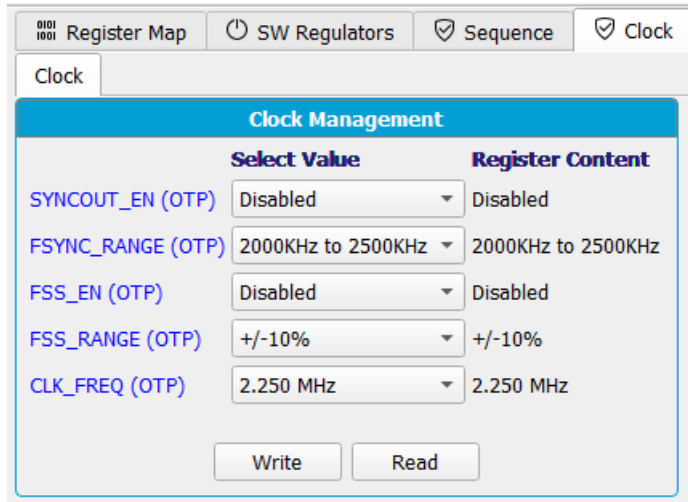 Register Map SW Regulators Sequence Clock
Clock
Clock Management
Select Value Register Content
SYNCOUT_EN (OTP) Disabled Disabled
FSYNC_RANGE (OTP) 2000KHz to 2500KHz 2000KHz to 2500KHz
FSS_EN (OTP) Disabled Disabled
FSS_RANGE (OTP) +/-10% +/-10%
CLK_FREQ (OTP) 2.250 MHz 2.250 MHz
Write Read